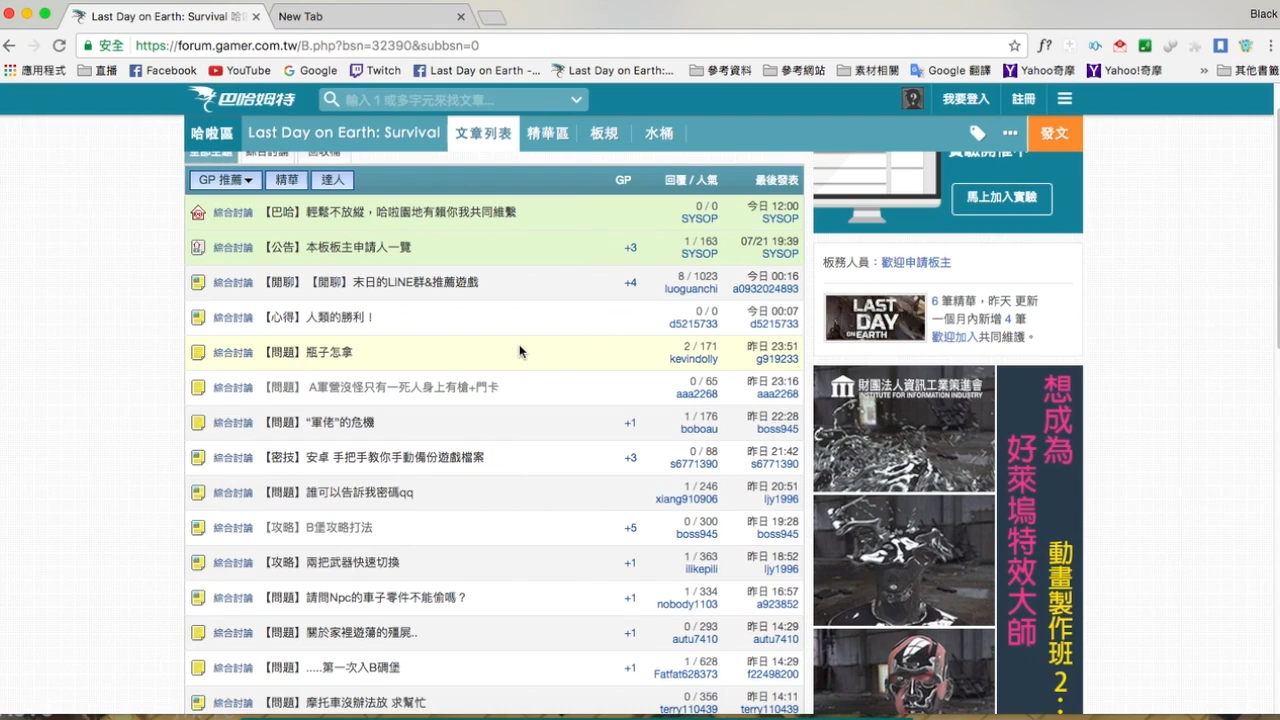 Last Day on Earth: Survival 哈
New Tab
Black
安全 https://forum.gamer.com.tw/B.php?bsn=32390&subbsn=0
應用程式 直播 Facebook YouTube Google Twitch Last Day on Earth -... Last Day on Earth:... 參考資料 參考網站 素材相關 Google 翻譯 Yahoo奇摩 Yahoo!奇摩 » 其他書籤
巴哈姆特 輸入 1 或多字元來找文章... 我要登入 註冊
哈啦區 Last Day on Earth: Survival 文章列表 精華區 板規 水桶 發文
GP 推薦 精華 達人 GP 回覆 / 人氣 最後發表
綜合討論 【巴哈】輕鬆不放縱,哈啦園地有賴你我共同維繫 0 / 0 今日 12:00
SYSOP SYSOP
綜合討論 【公告】本板板主申請人一覽 +3 1 / 163 07/21 19:39
SYSOP SYSOP
綜合討論 【閒聊】【閒聊】末日的LINE群&推薦遊戲 +4 8 / 1023 今日 00:16
luoguanchi a0932024893
綜合討論 【心得】人類的勝利! 0 / 0 今日 00:07
d5215733 d5215733
綜合討論 【問題】瓶子怎拿 2 / 171 昨日 23:51
kevindolly g919233
綜合討論 【問題】 A軍營沒怪只有一死人身上有槍+門卡 0 / 65 昨日 23:16
aaa2268 aaa2268
綜合討論 【問題】“軍佬”的危機 +1 1 / 176 昨日 22:28
boboau boss945
綜合討論 【密技】安卓 手把手教你手動備份遊戲檔案 +3 0 / 88 昨日 21:42
s6771390 s6771390
綜合討論 【問題】誰可以告訴我密碼qq 1 / 246 昨日 20:51
xiang910906 ljy1996
綜合討論 【攻略】B堡攻略打法 +5 0 / 300 昨日 19:28
boss945 boss945
綜合討論 【攻略】兩把武器快速切換 +1 1 / 363 昨日 18:52
ilikepili ljy1996
綜合討論 【問題】請問Npc的車子零件不能偷嗎? +1 1 / 334 昨日 16:57
nobody1103 a923852
綜合討論 【問題】關於家裡遊蕩的殭屍.. +1 0 / 293 昨日 14:29
autu7410 autu7410
綜合討論 【問題】.....第一次入B碉堡 +1 1 / 628 昨日 14:29
Fatfat628373 f22498200
綜合討論 【問題】摩托車沒辦法放 求幫忙 0 / 356 昨日 14:11
terry110439 terry110439
馬上加入實驗
板務人員:歡迎申請板主
LAST DAY ON EARTH
6 筆精華,昨天 更新
一個月內新增 4 筆
歡迎加入共同維護。
財團法人資訊工業策進會
INSTITUTE FOR INFORMATION INDUSTRY
想成為
好萊塢特效大師
動畫製作班 2